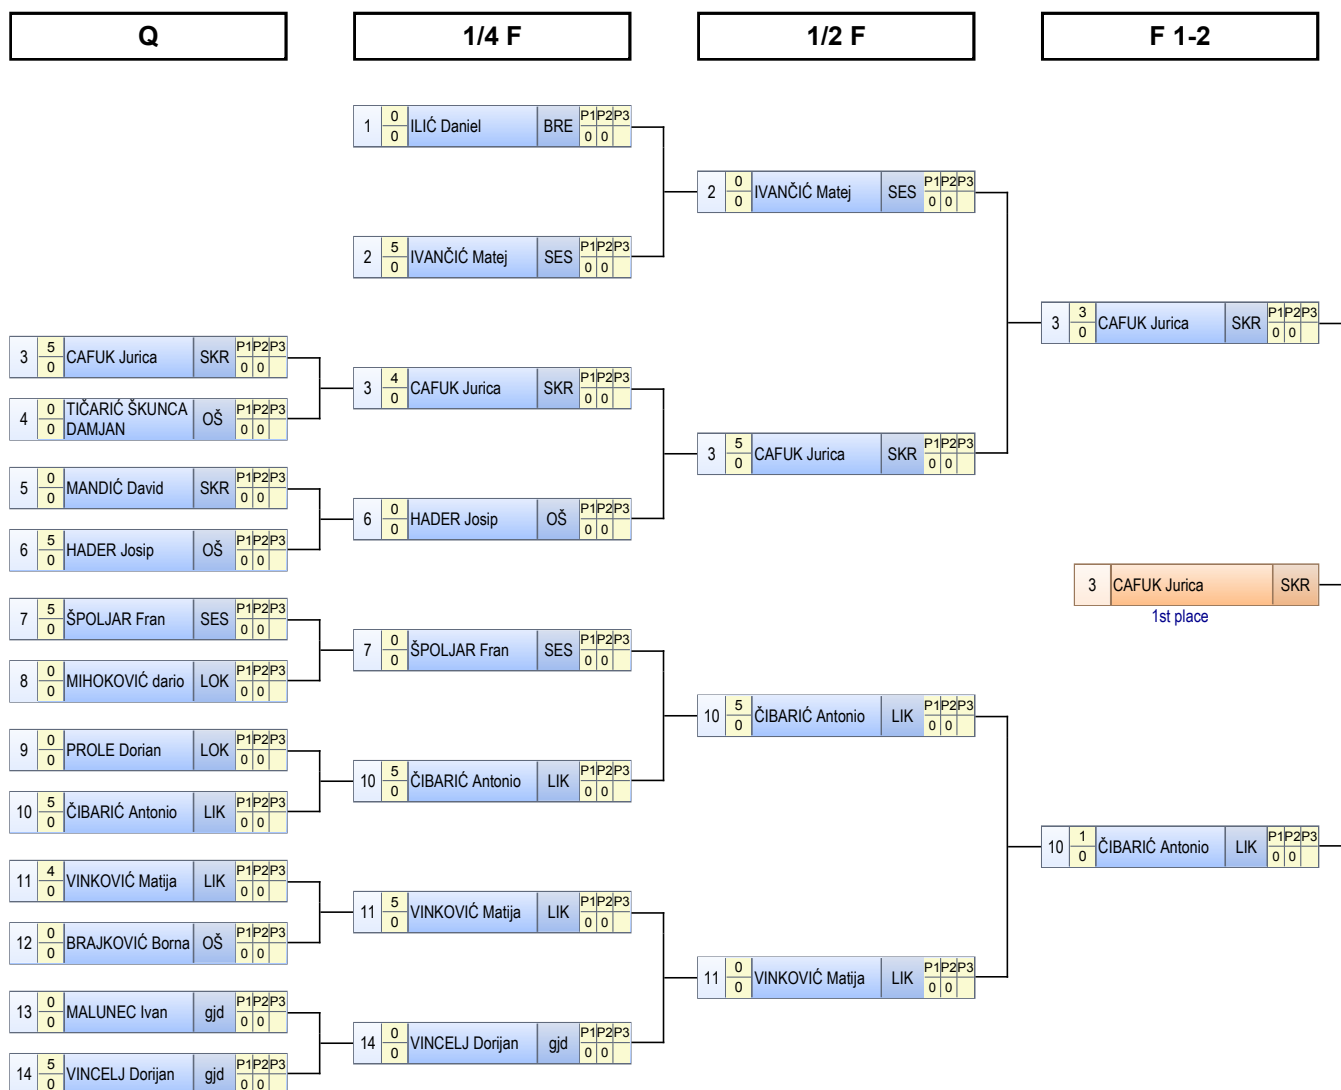 Q
1/4 F
1/2 F
F 1-2
1 0 0 ILIĆ Daniel BRE P1 P2 P3 0 0
2 5 0 IVANČIĆ Matej SES P1 P2 P3 0 0
2 0 0 IVANČIĆ Matej SES P1 P2 P3 0 0
3 5 0 CAFUK Jurica SKR P1 P2 P3 0 0
4 0 0 TIČARIĆ ŠKUNCA
DAMJAN OŠ P1 P2 P3 0 0
5 0 0 MANDIĆ David SKR P1 P2 P3 0 0
6 5 0 HADER Josip OŠ P1 P2 P3 0 0
7 5 0 ŠPOLJAR Fran SES P1 P2 P3 0 0
8 0 0 MIHOKOVIĆ dario LOK P1 P2 P3 0 0
9 0 0 PROLE Dorian LOK P1 P2 P3 0 0
10 5 0 ČIBARIĆ Antonio LIK P1 P2 P3 0 0
11 4 0 VINKOVIĆ Matija LIK P1 P2 P3 0 0
12 0 0 BRAJKOVIĆ Borna OŠ P1 P2 P3 0 0
13 0 0 MALUNEC Ivan gjd P1 P2 P3 0 0
14 5 0 VINCELJ Dorijan gjd P1 P2 P3 0 0
3 4 0 CAFUK Jurica SKR P1 P2 P3 0 0
6 0 0 HADER Josip OŠ P1 P2 P3 0 0
7 0 0 ŠPOLJAR Fran SES P1 P2 P3 0 0
10 5 0 ČIBARIĆ Antonio LIK P1 P2 P3 0 0
11 5 0 VINKOVIĆ Matija LIK P1 P2 P3 0 0
14 0 0 VINCELJ Dorijan gjd P1 P2 P3 0 0
3 5 0 CAFUK Jurica SKR P1 P2 P3 0 0
10 5 0 ČIBARIĆ Antonio LIK P1 P2 P3 0 0
11 0 0 VINKOVIĆ Matija LIK P1 P2 P3 0 0
3 3 0 CAFUK Jurica SKR P1 P2 P3 0 0
3 CAFUK Jurica SKR
1st place
10 1 0 ČIBARIĆ Antonio LIK P1 P2 P3 0 0